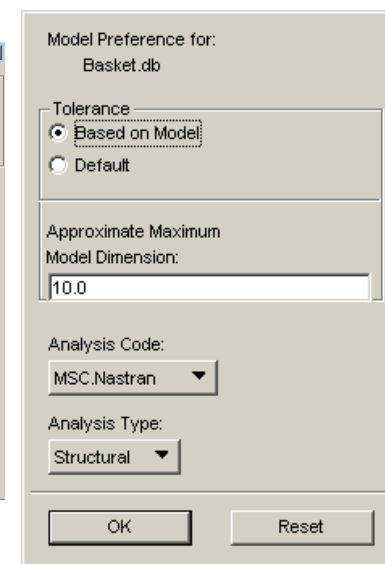 Model Preference for:
Basket.db
Tolerance
Based on Model
Default
Approximate Maximum
Model Dimension:
10.0
Analysis Code:
MSC.Nastran
Analysis Type:
Structural
OK
Reset